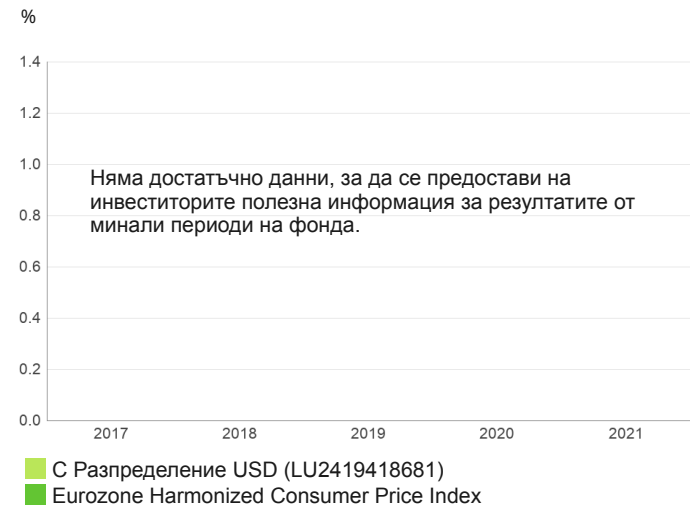 %
1.4
1.2
1.0
Няма достатъчно данни, за да се предостави на
инвеститорите полезна информация за резултатите от
0.8
минали периоди на фонда.
0.6
0.4
0.2
0.0
2017 2018 2019 2020 2021
С Разпределение USD (LU2419418681)
Eurozone Harmonized Consumer Price Index